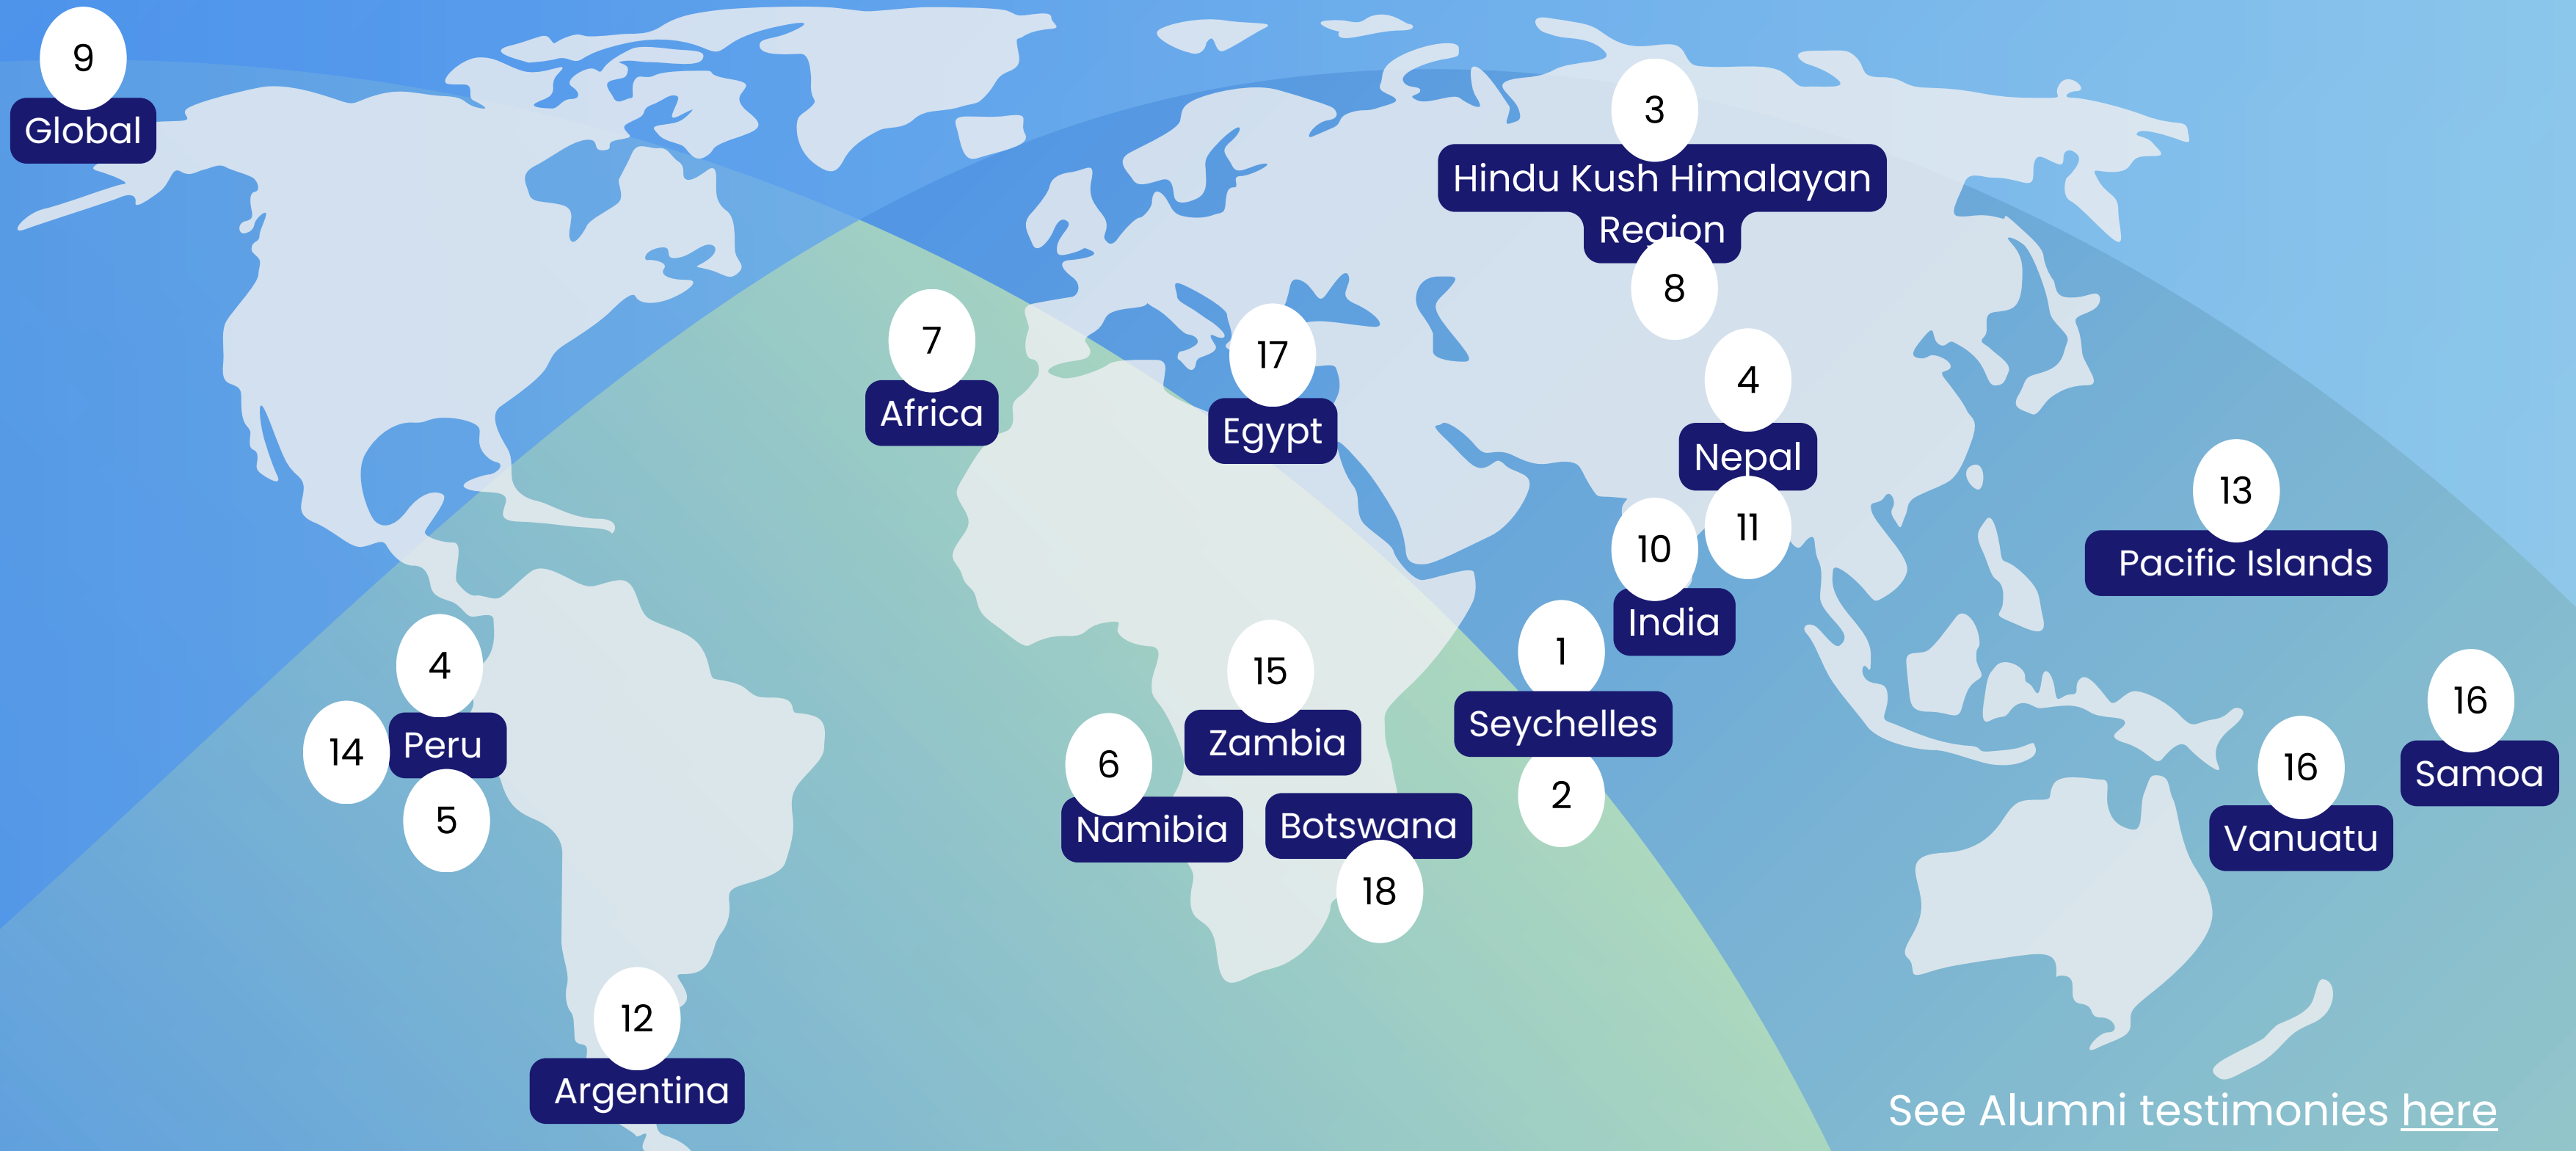 9
Global
3
Hindu Kush Himalayan
Region
8
7
Africa
17
Egypt
4
Nepal
11
10
India
13
Pacific Islands
1
Seychelles
2
4
14
Peru
5
15
Zambia
6
Namibia
Botswana
18
16
Samoa
16
Vanuatu
12
Argentina
See Alumni testimonies here